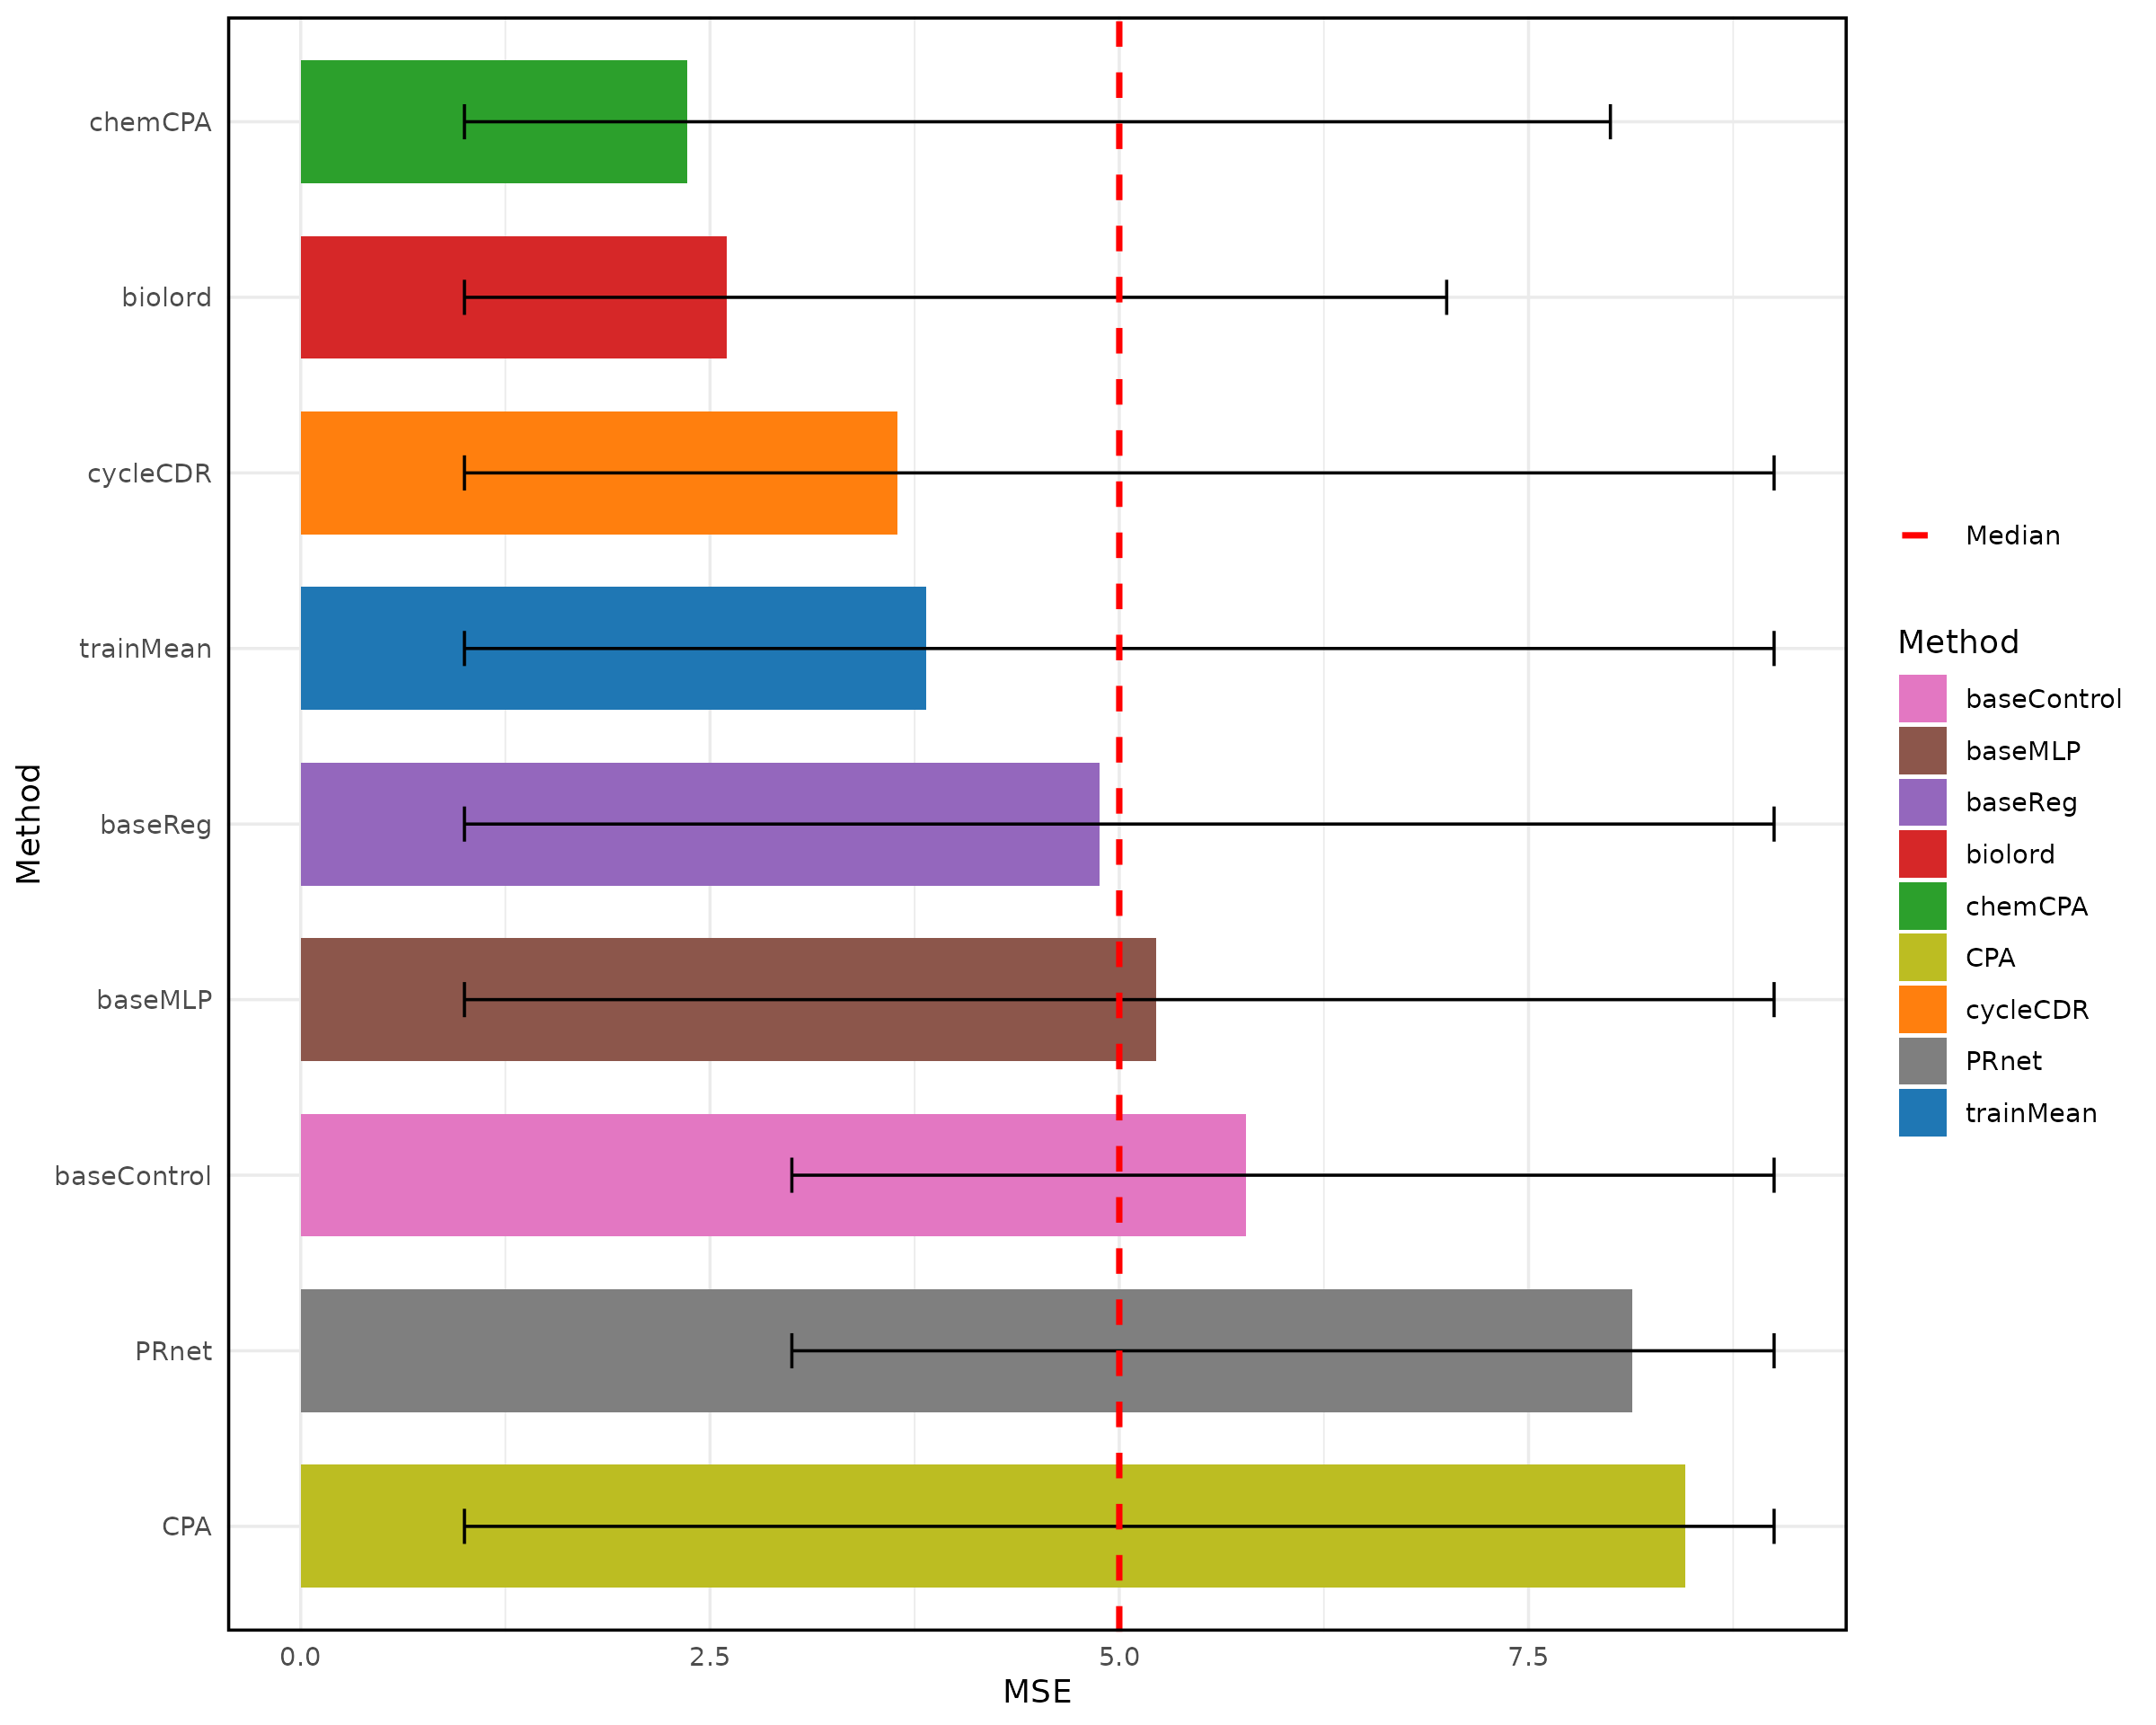 chemCPA
biolord
cycleCDR
trainMean
baseReg
baseMLP
baseControl
PRnet
CPA
Method
0.0
2.5
5.0
7.5
MSE
Median
Method
baseControl
baseMLP
baseReg
biolord
chemCPA
CPA
cycleCDR
PRnet
trainMean